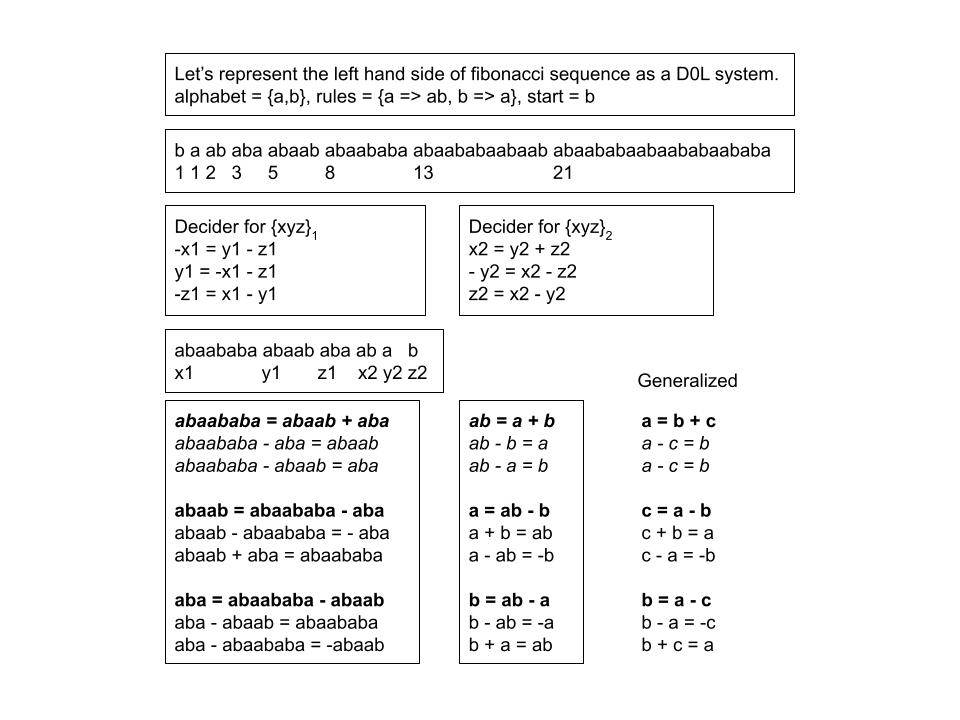 Let's represent the left hand side of fibonacci sequence as a D0L system.
alphabet = {a,b}, rules = {a => ab, b => a}, start = b
b a ab aba abaab abaababa abaababaabaab abaababaabaababaababa
1 1 2 3 5 8 13 21
Decider for {xyz}1
-x1 = y1 - z1
y1 = -x1 - z1
-z1 = x1 - y1
Decider for {xyz}2
x2 = y2 + z2
- y2 = x2 - z2
z2 = x2 - y2
abaababa abaab aba ab a b
x1 y1 z1 x2 y2 z2
abaababa = abaab + aba
abaababa - aba = abaab
abaababa - abaab = aba
abaab = abaababa - aba
abaab - abaababa = - aba
abaab + aba = abaababa
aba = abaababa - abaab
aba - abaab = abaababa
aba - abaababa = -abaab
ab = a + b
ab - b = a
ab - a = b
a = ab - b
a + b = ab
a - ab = -b
b = ab - a
b - ab = -a
b + a = ab
Generalized
a = b + c
a - c = b
a - c = b
c = a - b
c + b = a
c - a = -b
b = a - c
b - a = -c
b + c = a